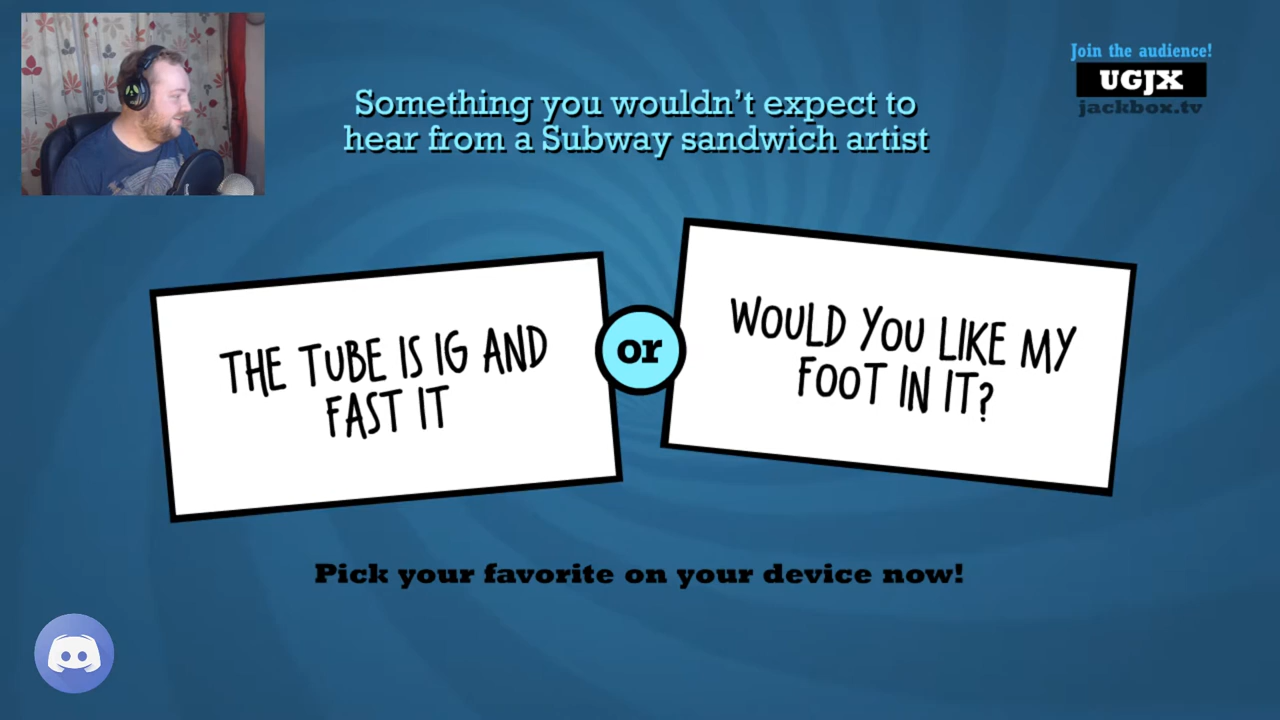 Join the audience!
UGJX
jackbox.tv
Something you wouldn't expect to
hear from a Subway sandwich artist
THE TUBE IS IG AND
FAST IT
or
WOULD YOU LIKE MY
FOOT IN IT?
Pick your favorite on your device now!